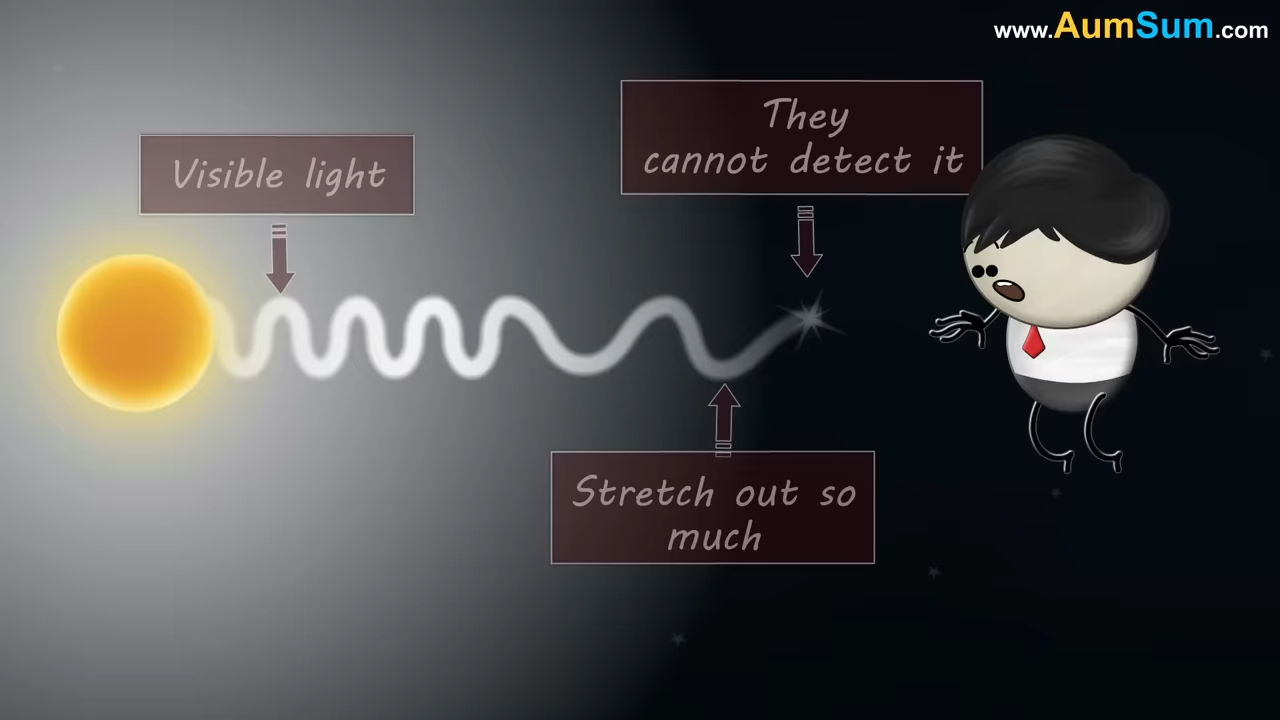 www.AumSum.com
Visible light
They
cannot detect it
Stretch out so
much